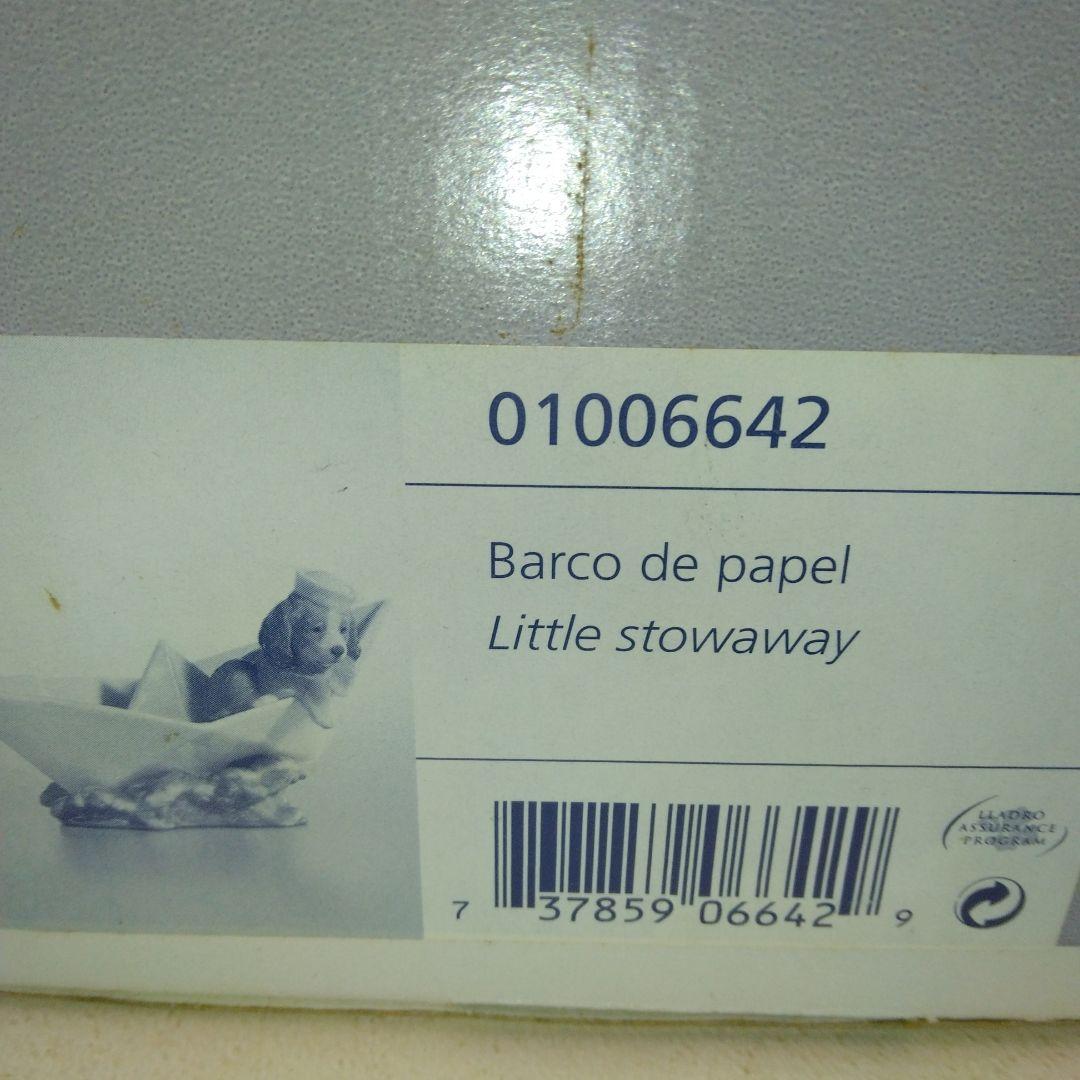 01006642
Barco de papel
Little stowaway
7 37859 06642 9
LLADRO
ASSURANCE
PROGRAM